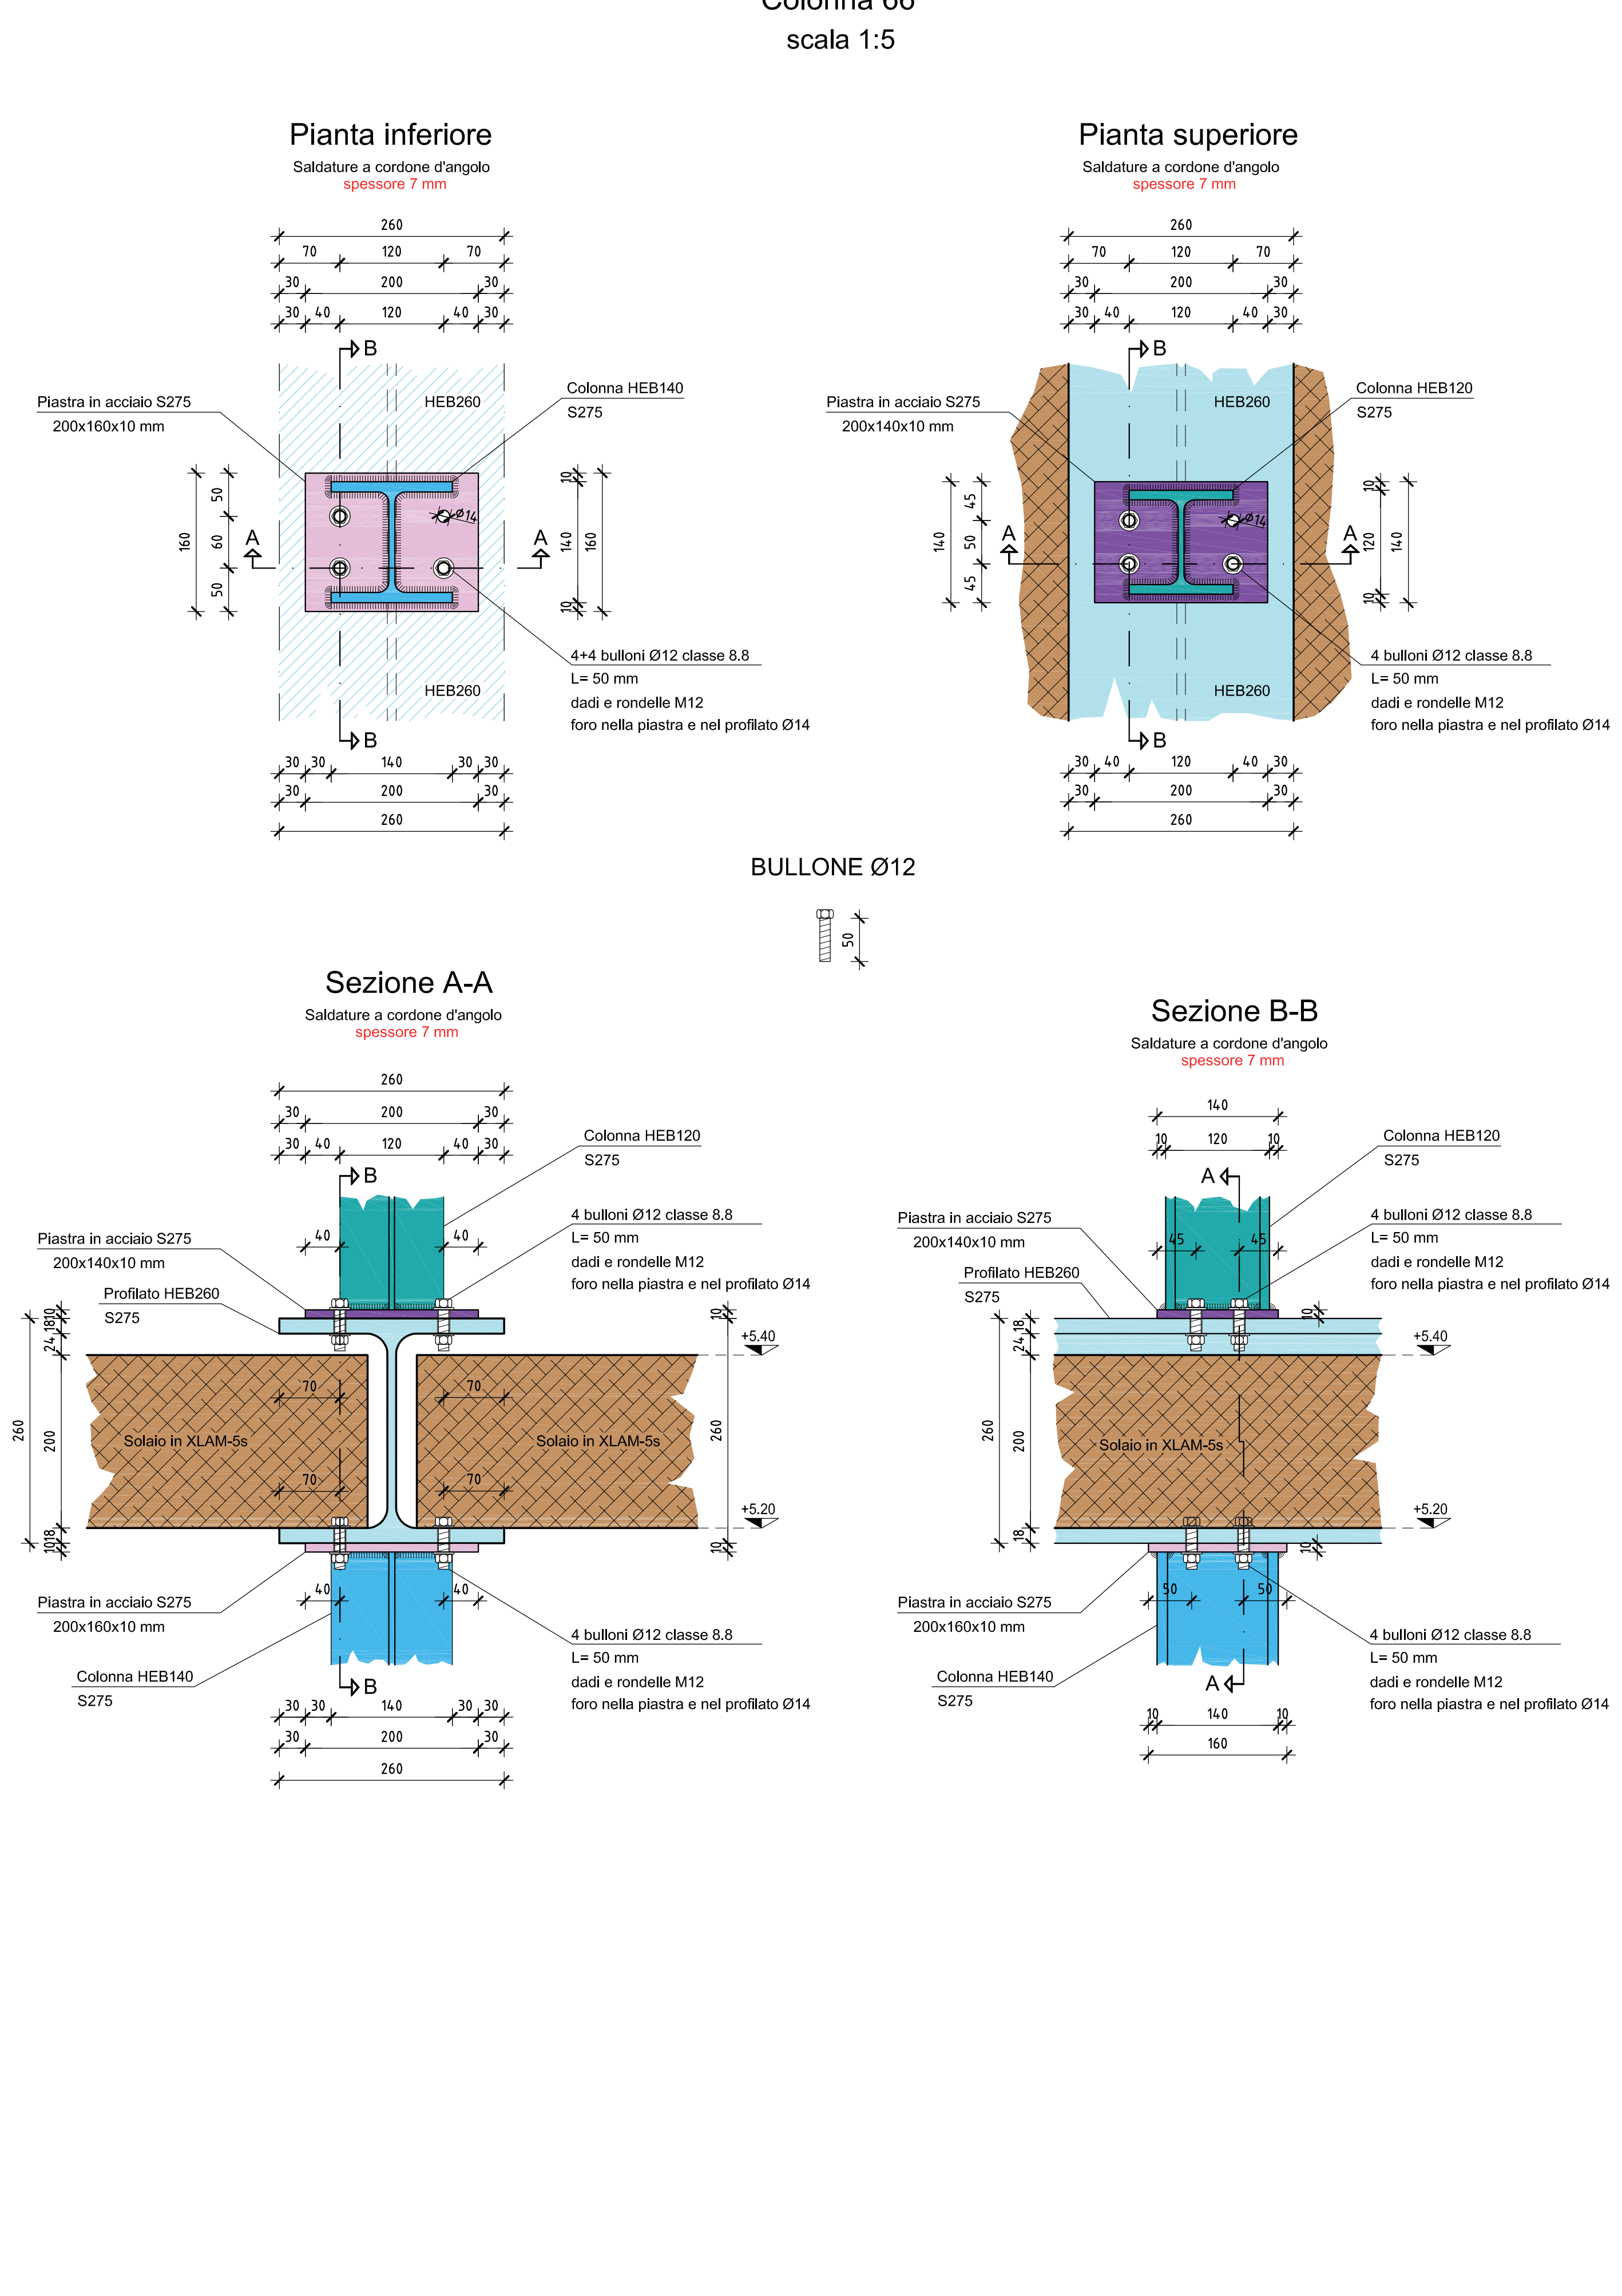 Colonna 66
scala 1:5
Pianta inferiore
Saldature a cordone d'angolo
spessore 7 mm
260
70 120 70
30 200 30
30 40 120 40 30
B
HEB260
Piastra in acciaio S275
200x160x10 mm
Colonna HEB140
S275
160
50
60
50
A
A
Ø14
10
140
10
160
4+4 bulloni Ø12 classe 8.8
L= 50 mm
dadi e rondelle M12
foro nella piastra e nel profilato Ø14
HEB260
B
30 30 140 30 30
30 200 30
260
Pianta superiore
Saldature a cordone d'angolo
spessore 7 mm
260
70 120 70
30 200 30
30 40 120 40 30
B
HEB260
Piastra in acciaio S275
200x140x10 mm
Colonna HEB120
S275
140
45
50
45
A
A
Ø14
10
120
10
140
4 bulloni Ø12 classe 8.8
L= 50 mm
dadi e rondelle M12
foro nella piastra e nel profilato Ø14
HEB260
B
30 40 120 40 30
30 200 30
260
BULLONE Ø12
50
Sezione A-A
Saldature a cordone d'angolo
spessore 7 mm
260
30 200 30
30 40 120 40 30
B
Colonna HEB120
S275
40 40
4 bulloni Ø12 classe 8.8
L= 50 mm
dadi e rondelle M12
foro nella piastra e nel profilato Ø14
Piastra in acciaio S275
200x140x10 mm
Profilato HEB260
S275
10
18
24
200
18
10
260
10
260
10
+5.40
70 70
Solaio in XLAM-5s
Solaio in XLAM-5s
70 70
+5.20
40 40
Piastra in acciaio S275
200x160x10 mm
4 bulloni Ø12 classe 8.8
L= 50 mm
dadi e rondelle M12
foro nella piastra e nel profilato Ø14
Colonna HEB140
S275
B
30 30 140 30 30
30 200 30
260
Sezione B-B
Saldature a cordone d'angolo
spessore 7 mm
140
10 120 10
A
Colonna HEB120
S275
4 bulloni Ø12 classe 8.8
L= 50 mm
dadi e rondelle M12
foro nella piastra e nel profilato Ø14
Piastra in acciaio S275
200x140x10 mm
45 45
Profilato HEB260
S275
10
18
24
200
18
260
+5.40
Solaio in XLAM-5s
+5.20
10
50 50
Piastra in acciaio S275
200x160x10 mm
4 bulloni Ø12 classe 8.8
L= 50 mm
dadi e rondelle M12
foro nella piastra e nel profilato Ø14
Colonna HEB140
S275
A
10 140 10
160